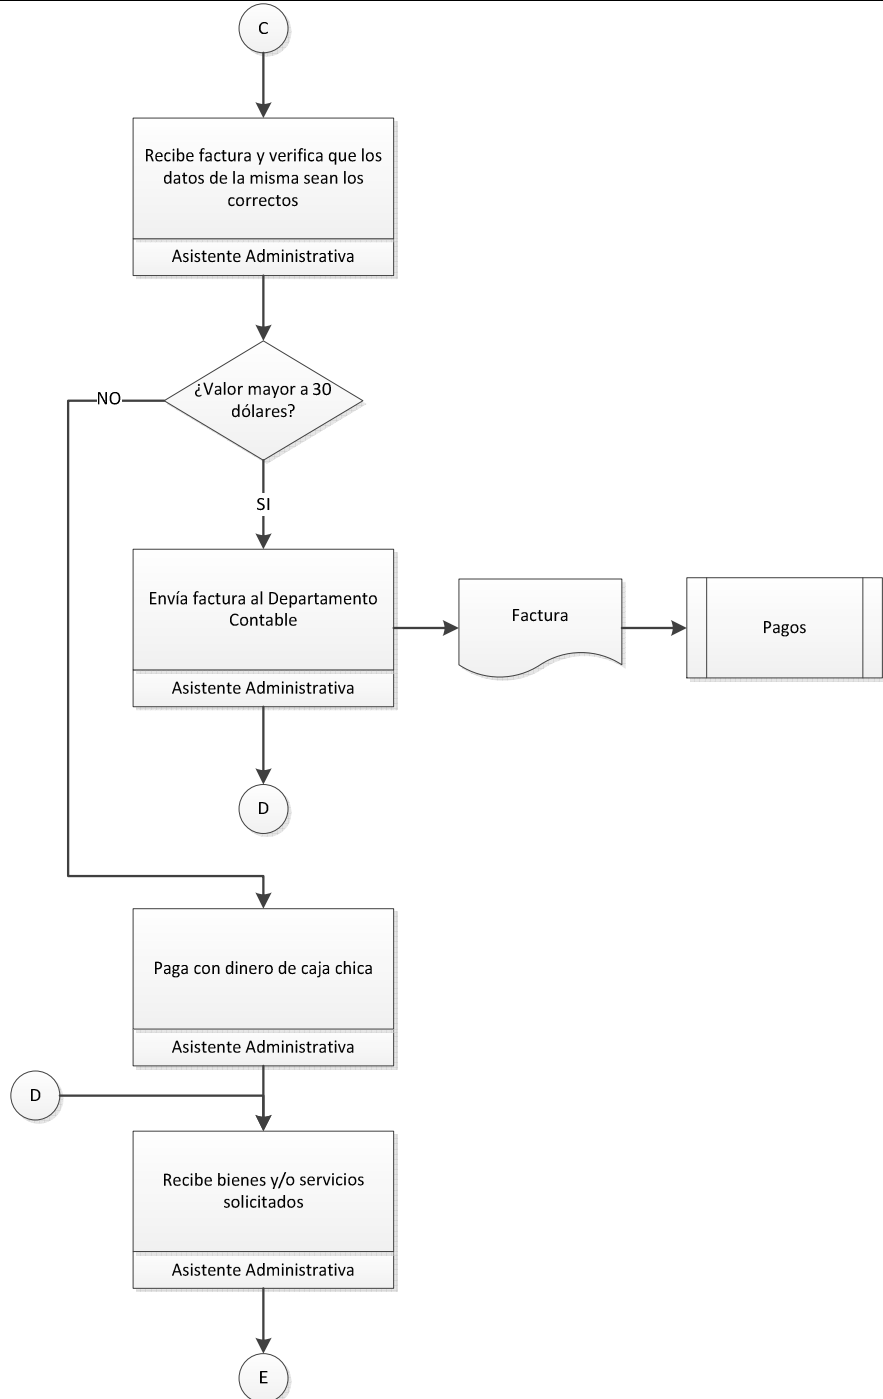 C
Recibe factura y verifica que los
datos de la misma sean los
correctos
Asistente Administrativa
¿Valor mayor a 30
dólares?
NO
SI
Envía factura al Departamento
Contable
Asistente Administrativa
Factura
Pagos
D
Paga con dinero de caja chica
Asistente Administrativa
D
Recibe bienes y/o servicios
solicitados
Asistente Administrativa
E